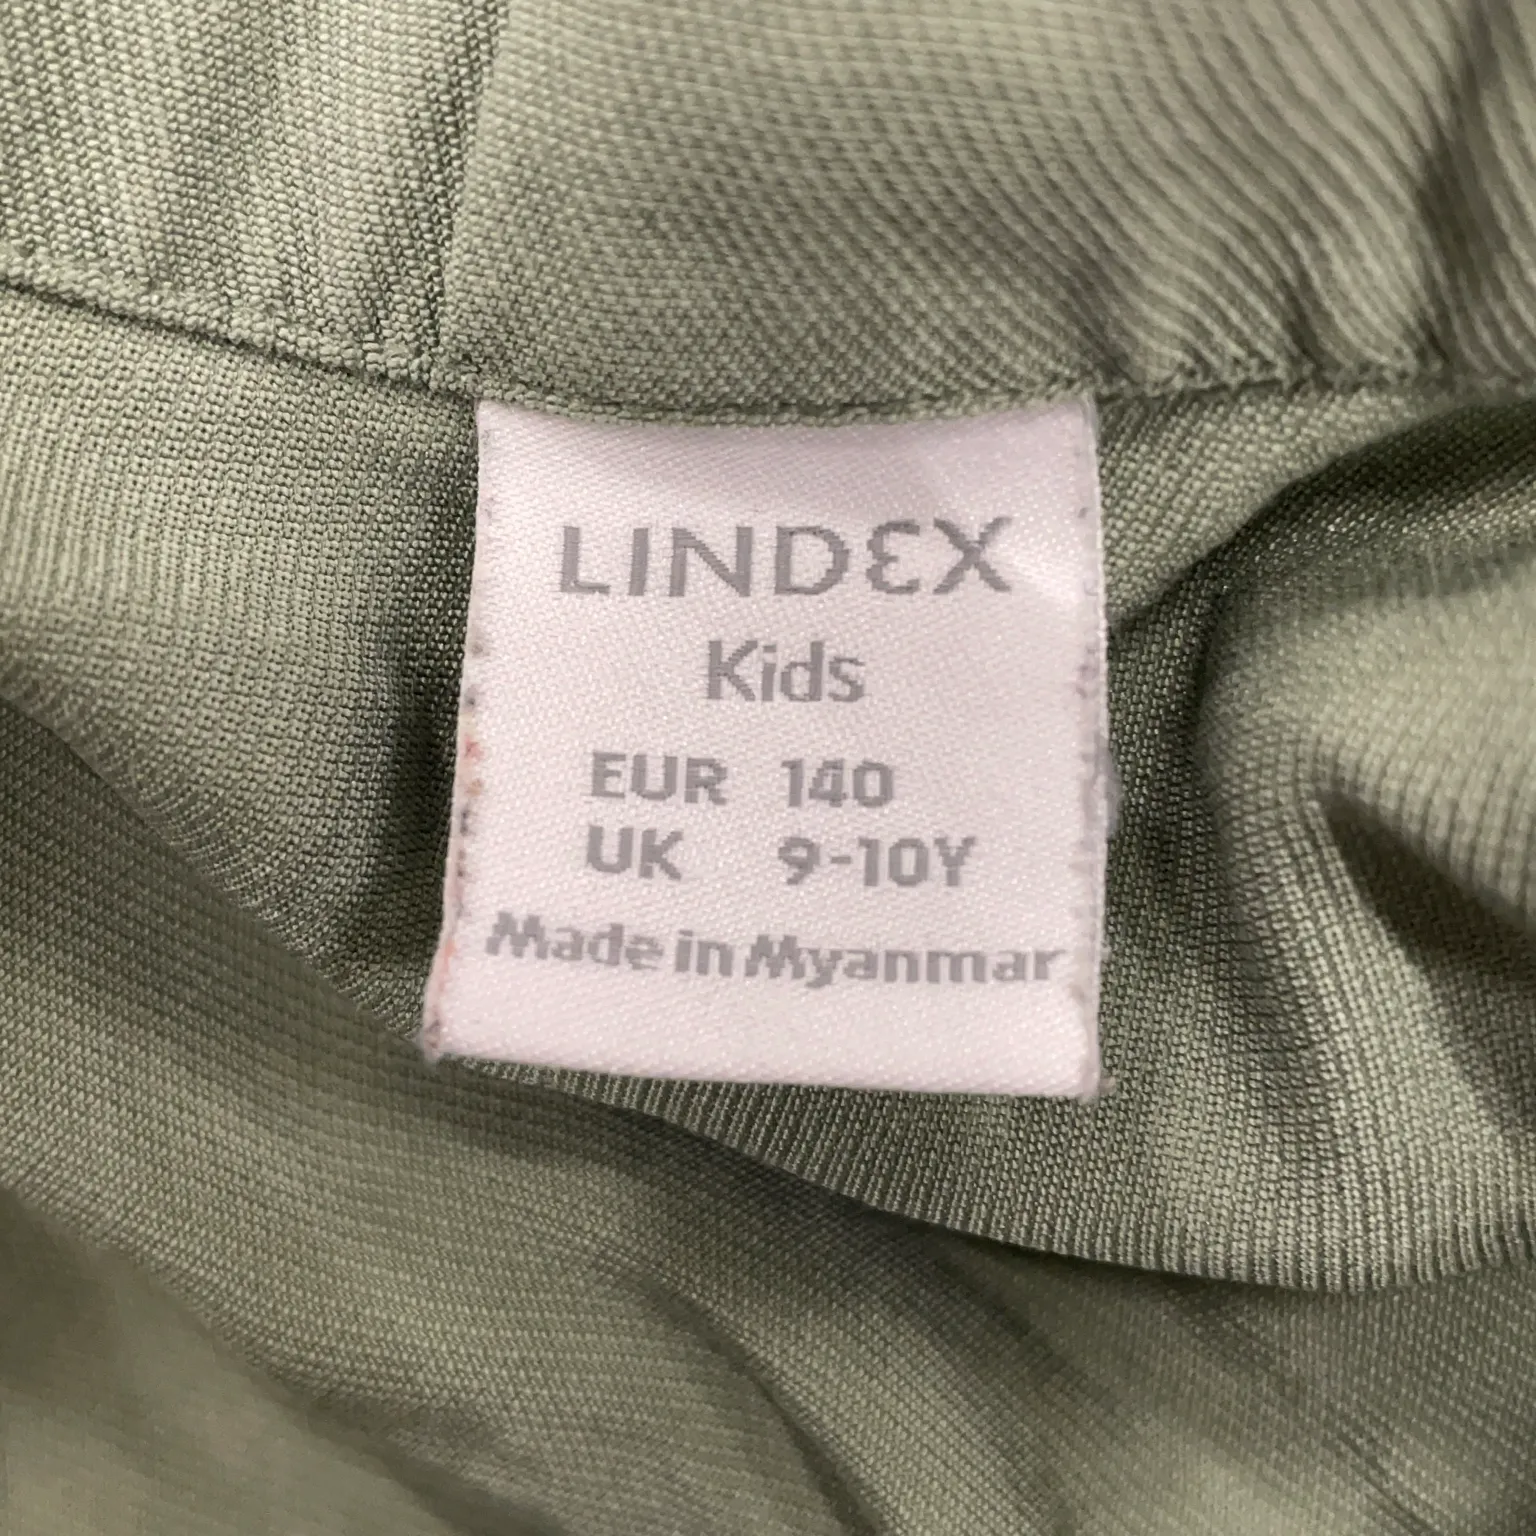 LINDEX
Kids
EUR 140
UK 9-10Y
Made in Myanmar